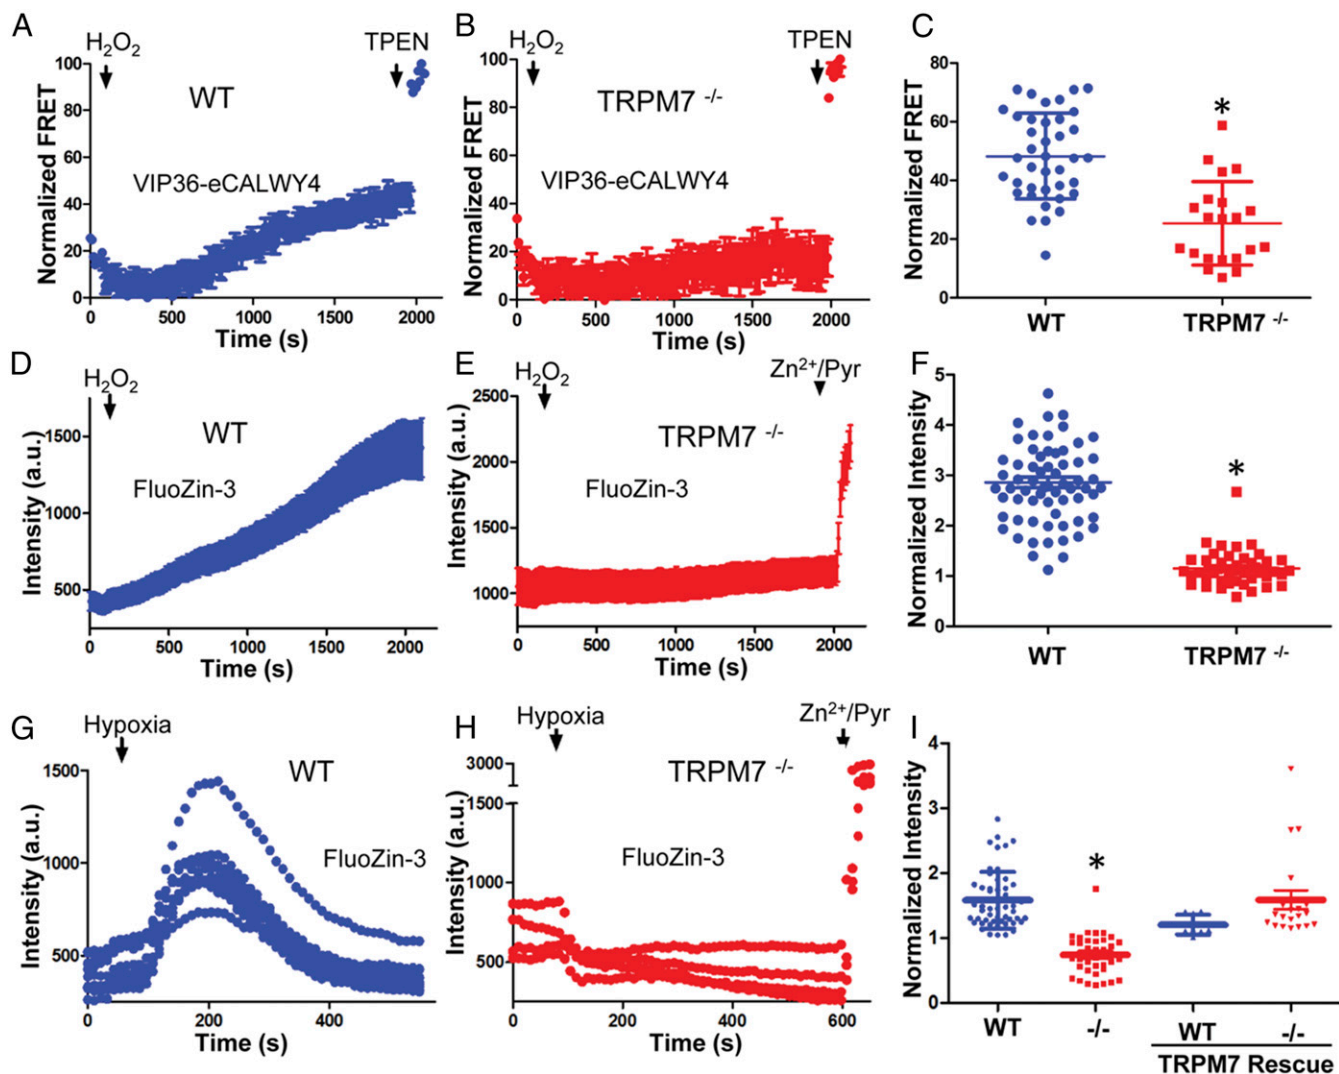 A
H₂O₂
TPEN
WT
VIP36-eCALWY4
Normalized FRET
100
80
60
40
20
0
0 500 1000 1500 2000
Time (s)
B
H₂O₂
TPEN
TRPM7 -/-
VIP36-eCALWY4
Normalized FRET
100
80
60
40
20
0
0 500 1000 1500 2000
Time (s)
C
Normalized FRET
80
60
40
20
0
*
WT TRPM7 -/-
D
H₂O₂
WT
FluoZin-3
Intensity (a.u.)
1500
1000
500
0 500 1000 1500 2000
Time (s)
E
H₂O₂
Zn²⁺/Pyr
TRPM7 -/-
FluoZin-3
Intensity (a.u.)
2500
2000
1500
1000
0 500 1000 1500 2000
Time (s)
F
Normalized Intensity
5
4
3
2
1
0
*
WT TRPM7 -/-
G
Hypoxia
WT
FluoZin-3
Intensity (a.u.)
1500
1000
500
0 200 400
Time (s)
H
Hypoxia
Zn²⁺/Pyr
TRPM7 -/-
FluoZin-3
Intensity (a.u.)
3000
1500
1000
500
0 200 400 600
Time (s)
I
Normalized Intensity
4
3
2
1
0
*
WT -/- WT -/-
TRPM7 Rescue